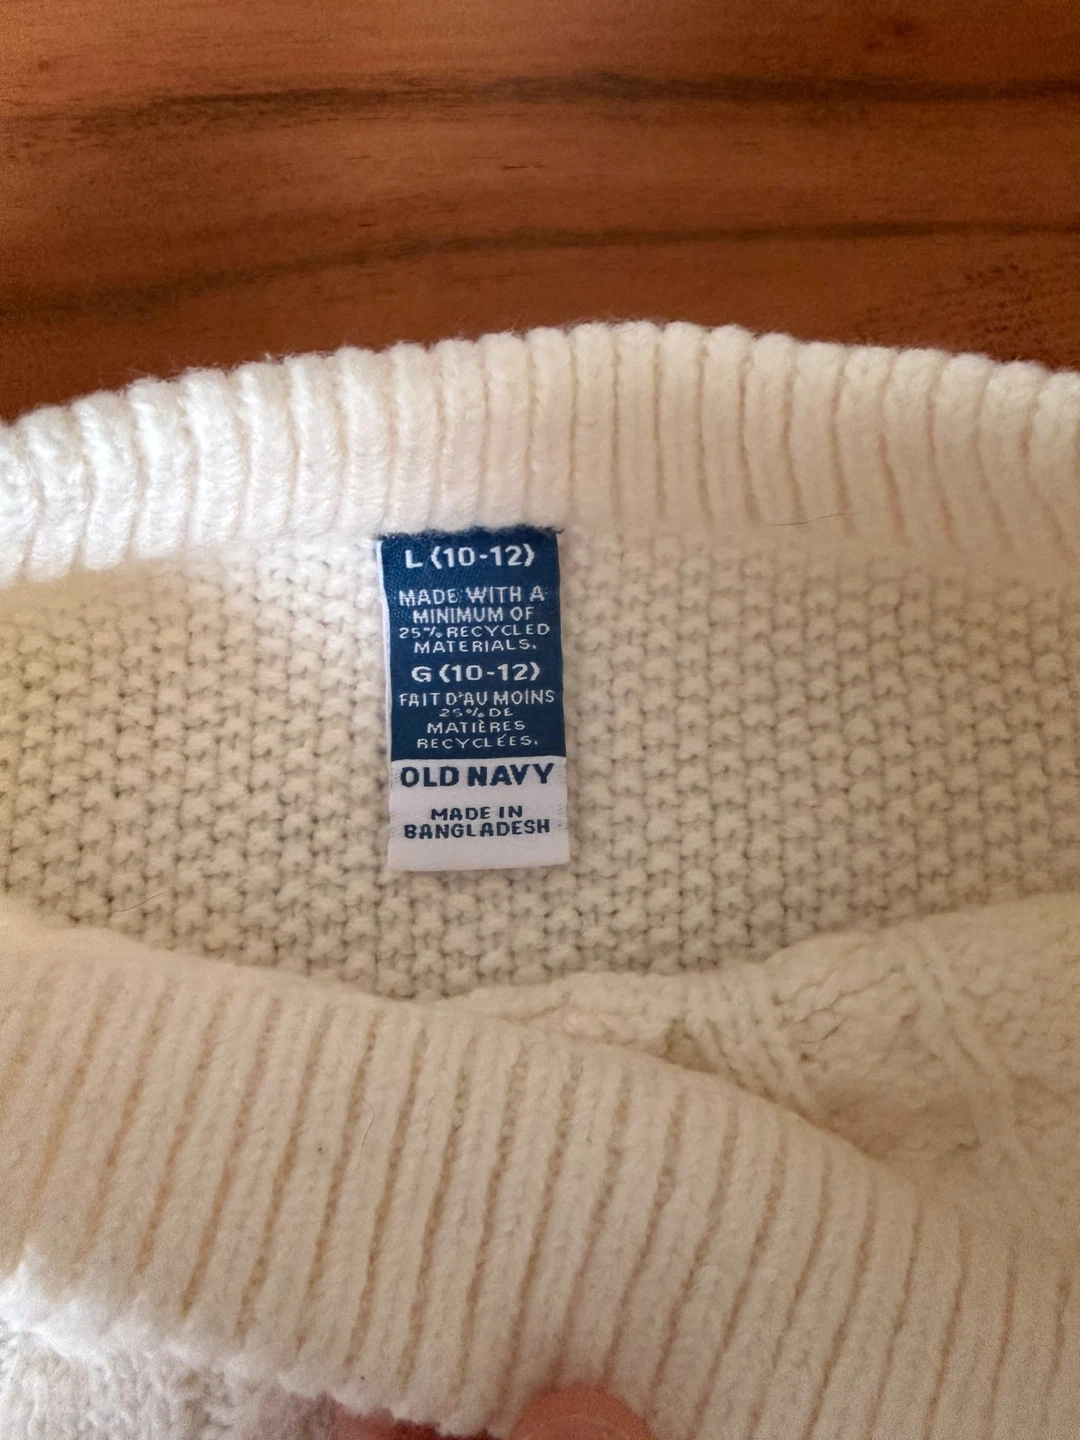 L (10-12)
MADE WITH A
MINIMUM OF
25% RECYCLED
MATERIALS.
G (10-12)
FAIT D'AU MOINS
25% DE
MATIÈRES
RECYCLÉES.
OLD NAVY
MADE IN
BANGLADESH